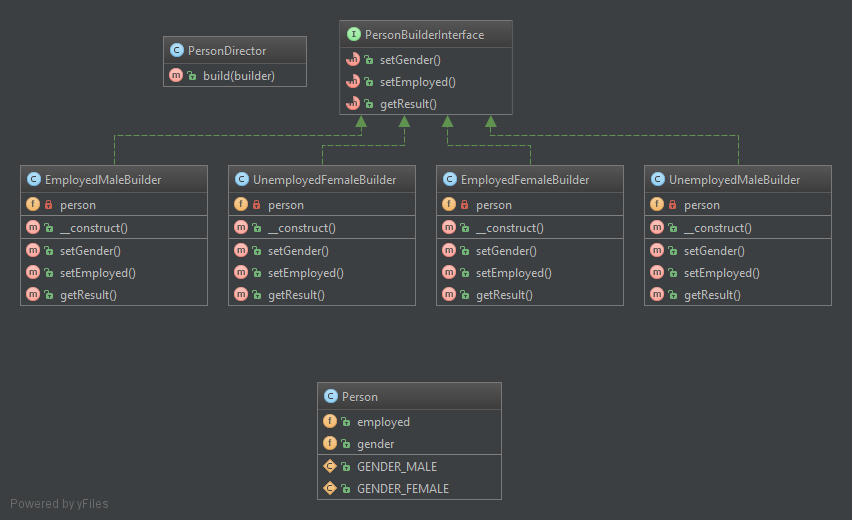 PersonDirector
build(builder)
PersonBuilderInterface
setGender()
setEmployed()
getResult()
EmployedMaleBuilder
person
__construct()
setGender()
setEmployed()
getResult()
UnemployedFemaleBuilder
person
__construct()
setGender()
setEmployed()
getResult()
EmployedFemaleBuilder
person
__construct()
setGender()
setEmployed()
getResult()
UnemployedMaleBuilder
person
__construct()
setGender()
setEmployed()
getResult()
Person
employed
gender
GENDER_MALE
GENDER_FEMALE
Powered by yFiles